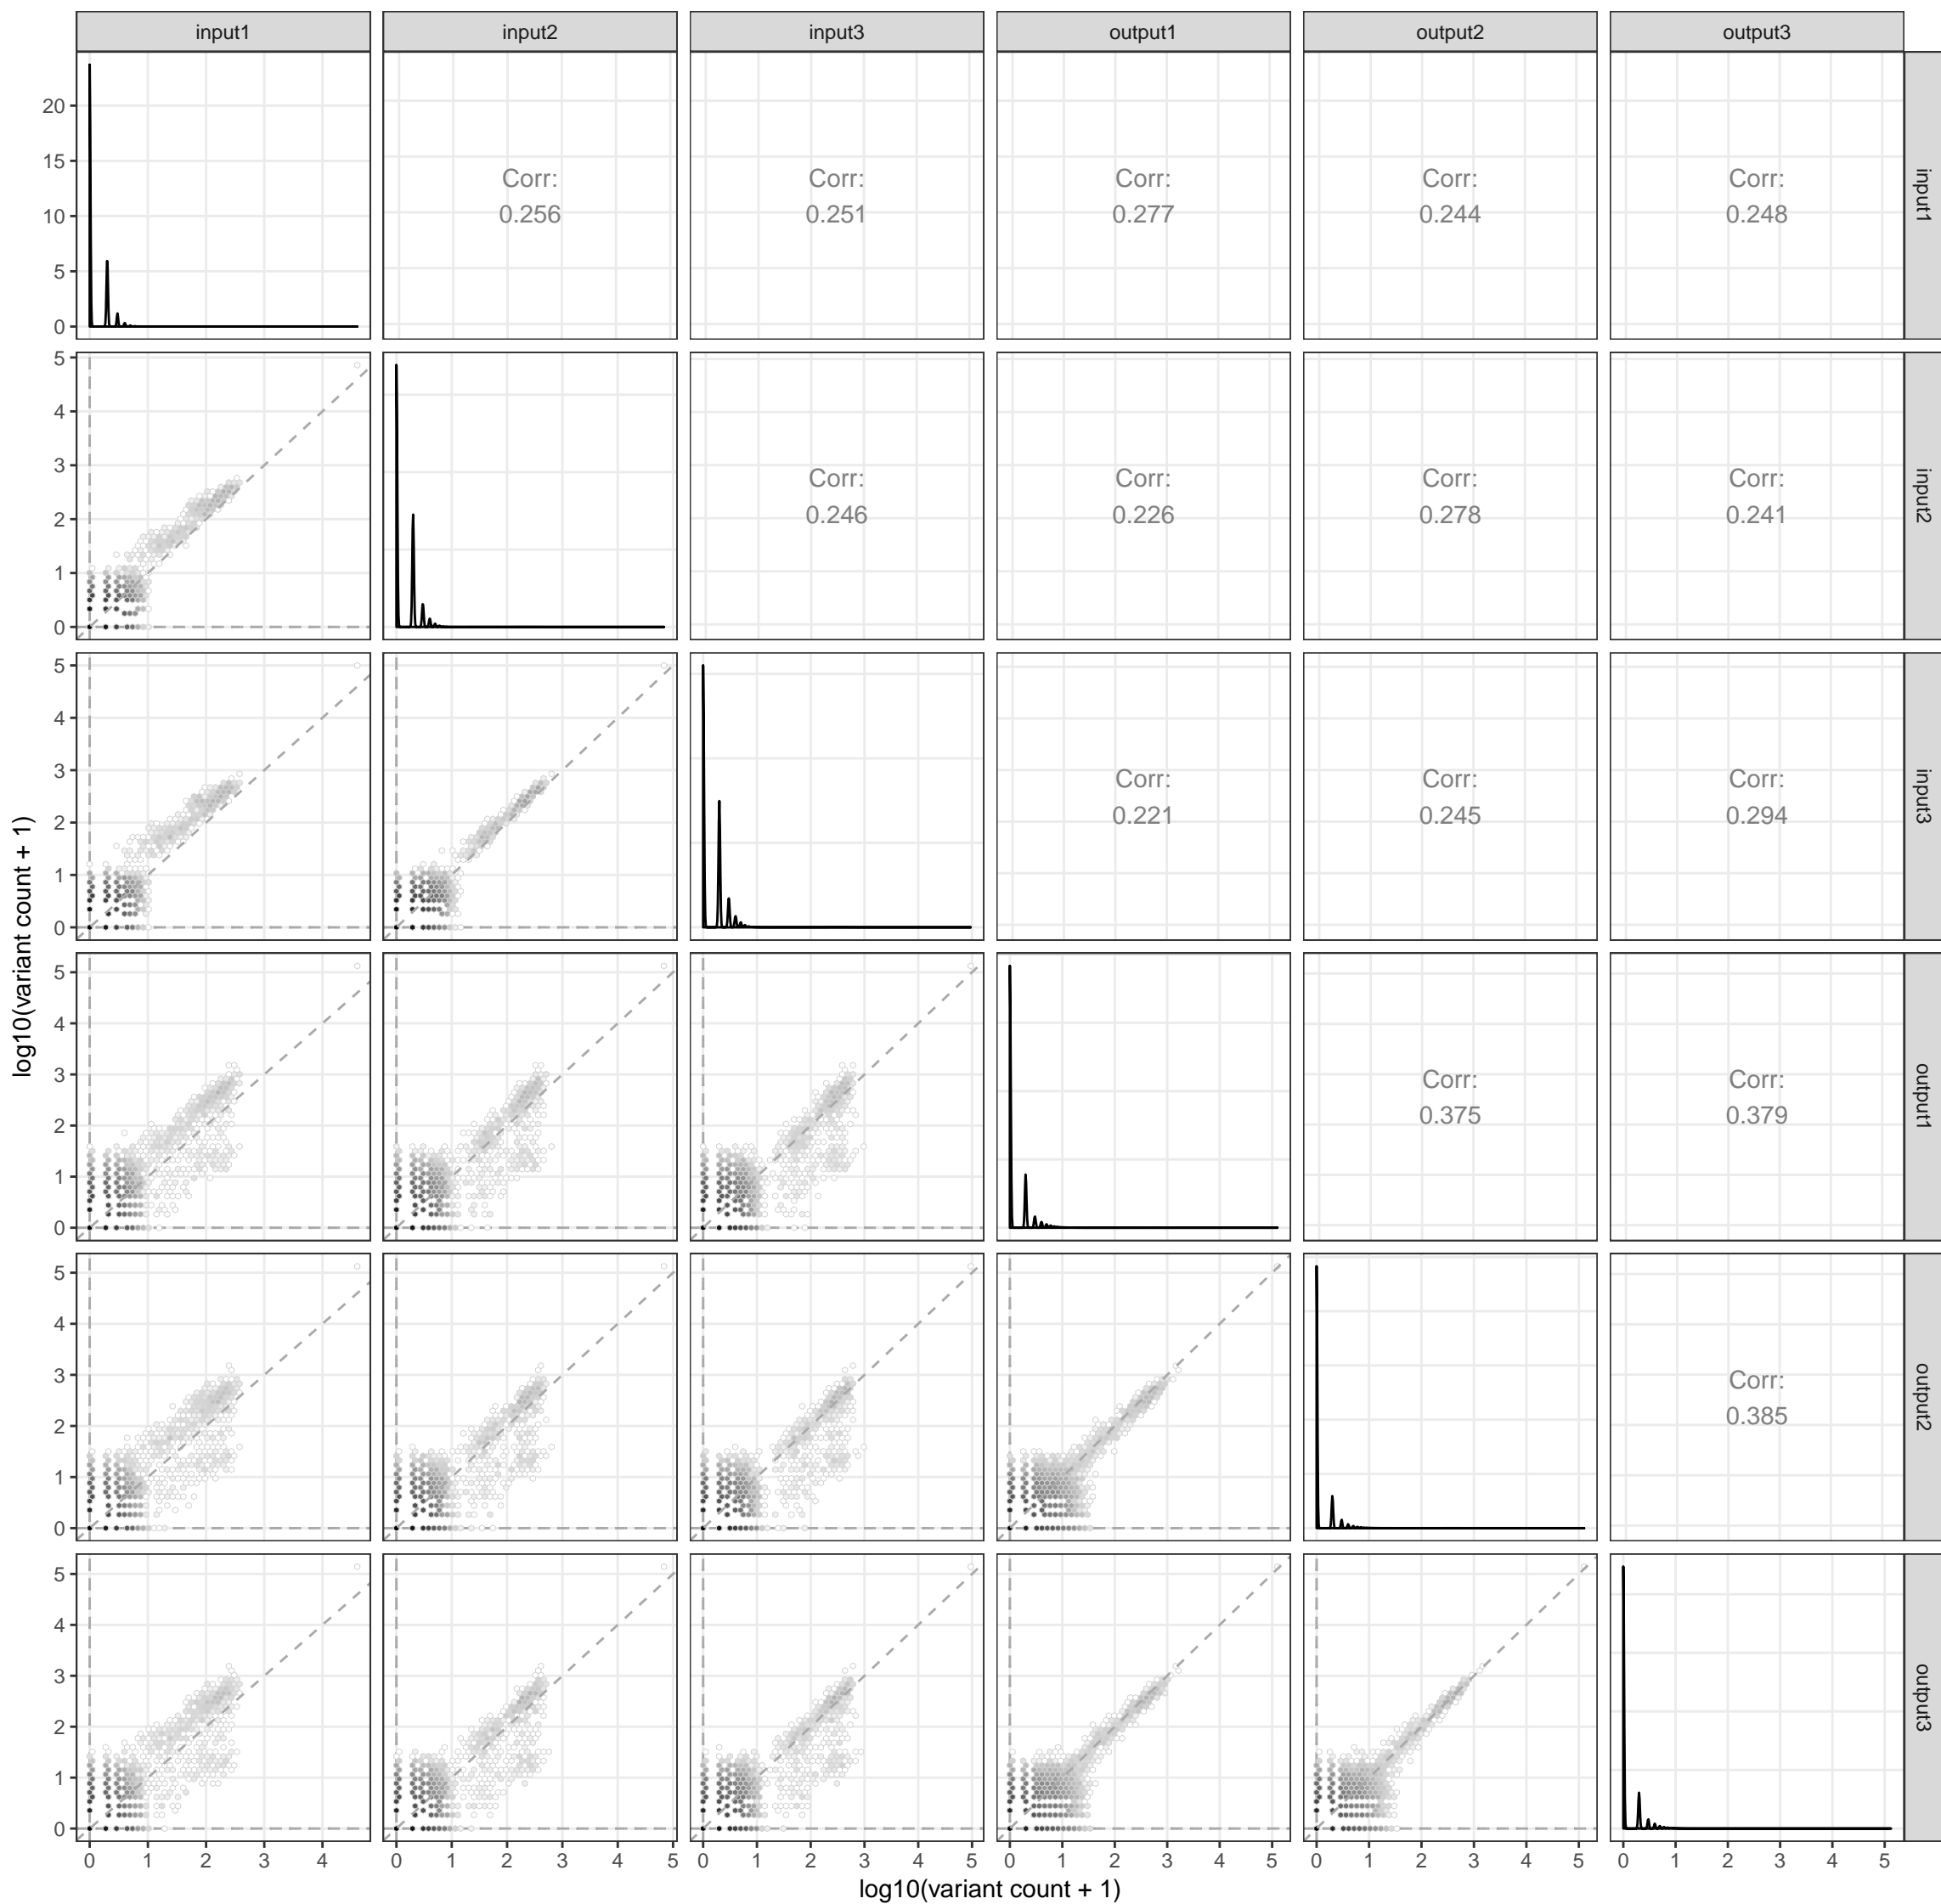 input1 input2 input3 output1 output2 output3
20
15
10
5
0
Corr:
0.256
Corr:
0.251
Corr:
0.277
Corr:
0.244
Corr:
0.248
input1
5
4
3
2
1
0
Corr:
0.246
Corr:
0.226
Corr:
0.278
Corr:
0.241
input2
5
4
3
2
1
0
Corr:
0.221
Corr:
0.245
Corr:
0.294
input3
log10(variant count + 1)
5
4
3
2
1
0
Corr:
0.375
Corr:
0.379
output1
5
4
3
2
1
0
Corr:
0.385
output2
5
4
3
2
1
0
output3
0 1 2 3 4 0 1 2 3 4 5 0 1 2 3 4 5 0 1 2 3 4 5 0 1 2 3 4 5 0 1 2 3 4 5
log10(variant count + 1)